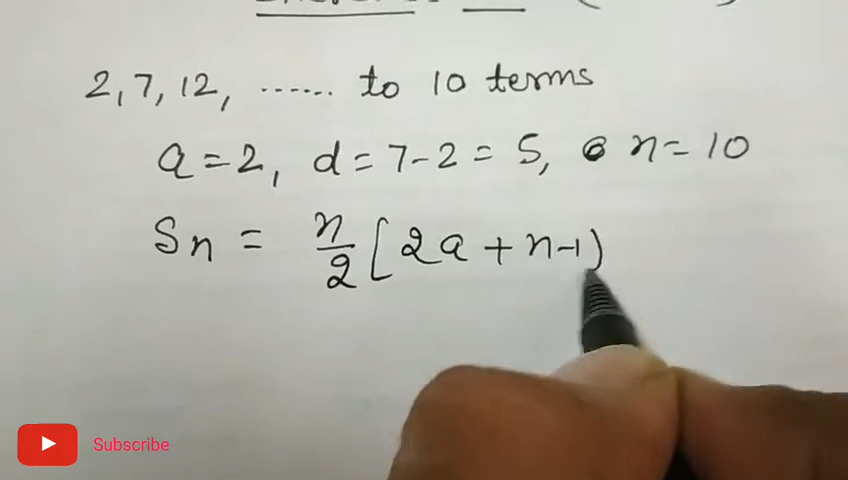 2, 7, 12, ...... to 10 terms
a = 2, d = 7 - 2 = 5, n = 10
Sn = n/2 [2a + n-1)
Subscribe